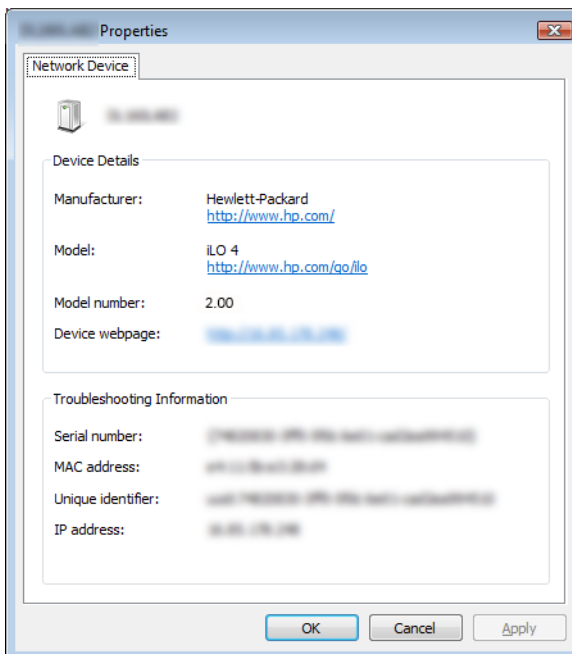 Properties
Network Device
Device Details
Manufacturer: Hewlett-Packard
http://www.hp.com/
Model: iLO 4
http://www.hp.com/go/ilo
Model number: 2.00
Device webpage:
Troubleshooting Information
Serial number:
MAC address:
Unique identifier:
IP address:
OK Cancel Apply